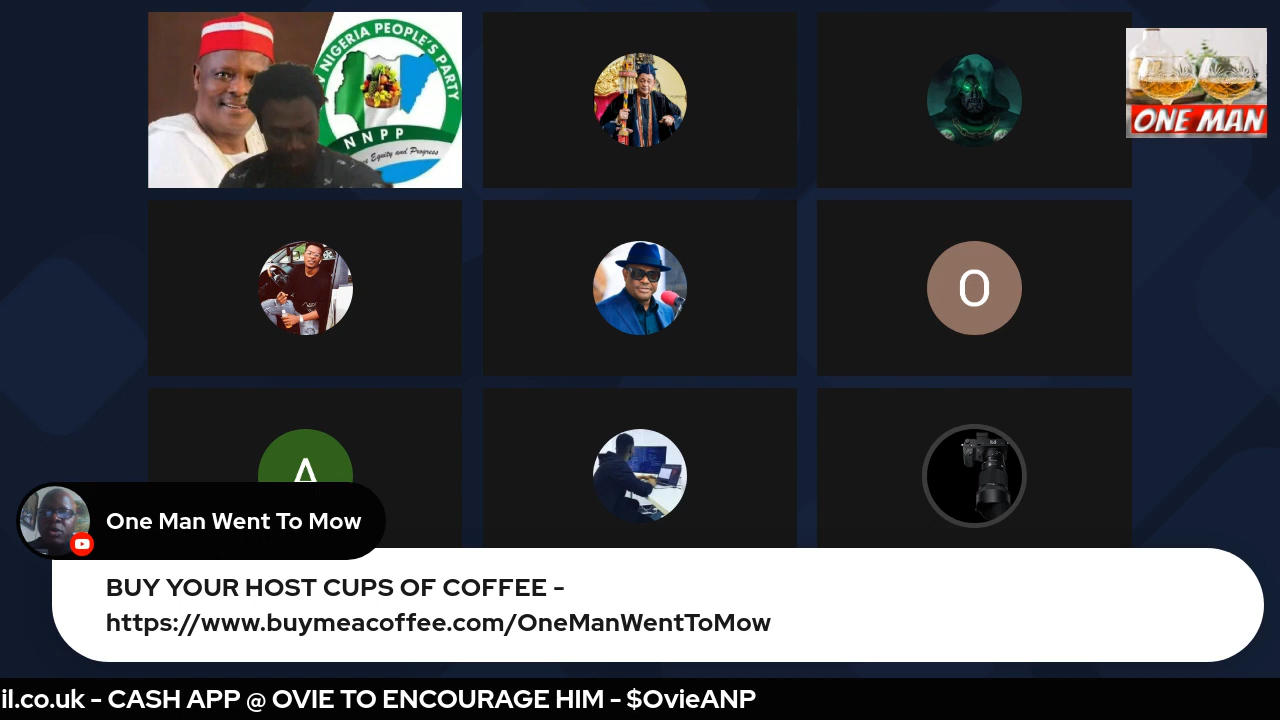 NIGERIA PEOPLE'S PARTY
NNPP
Equity and Progress
ONE MAN
O
A
One Man Went To Mow
BUY YOUR HOST CUPS OF COFFEE -
https://www.buymeacoffee.com/OneManWentToMow
il.co.uk - CASH APP @ OVIE TO ENCOURAGE HIM - $OvieANP